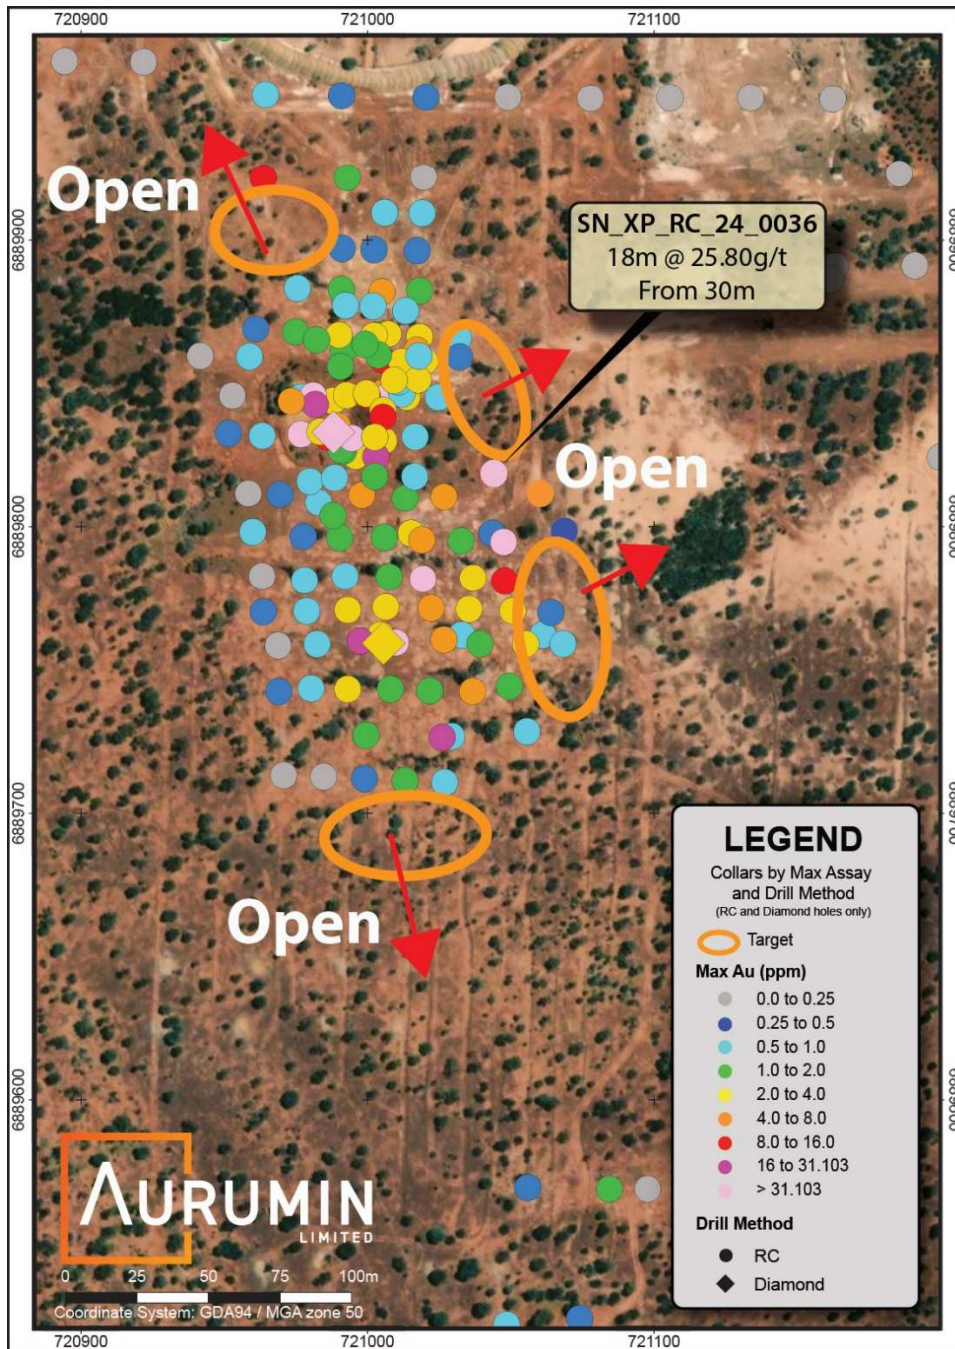 720900 721000 721100
Open
SN_XP_RC_24_0036
18m @ 25.80g/t
From 30m
6889900 6889900
Open
6889800 6889800
6889700 6889700
Open
LEGEND
Collars by Max Assay
and Drill Method
(RC and Diamond holes only)
Target
Max Au (ppm)
0.0 to 0.25
0.25 to 0.5
0.5 to 1.0
1.0 to 2.0
2.0 to 4.0
4.0 to 8.0
8.0 to 16.0
16 to 31.103
> 31.103
Drill Method
RC
Diamond
6889600 6889600
AURUMIN
LIMITED
0 25 50 75 100m
Coordinate System: GDA94 / MGA zone 50
720900 721000 721100